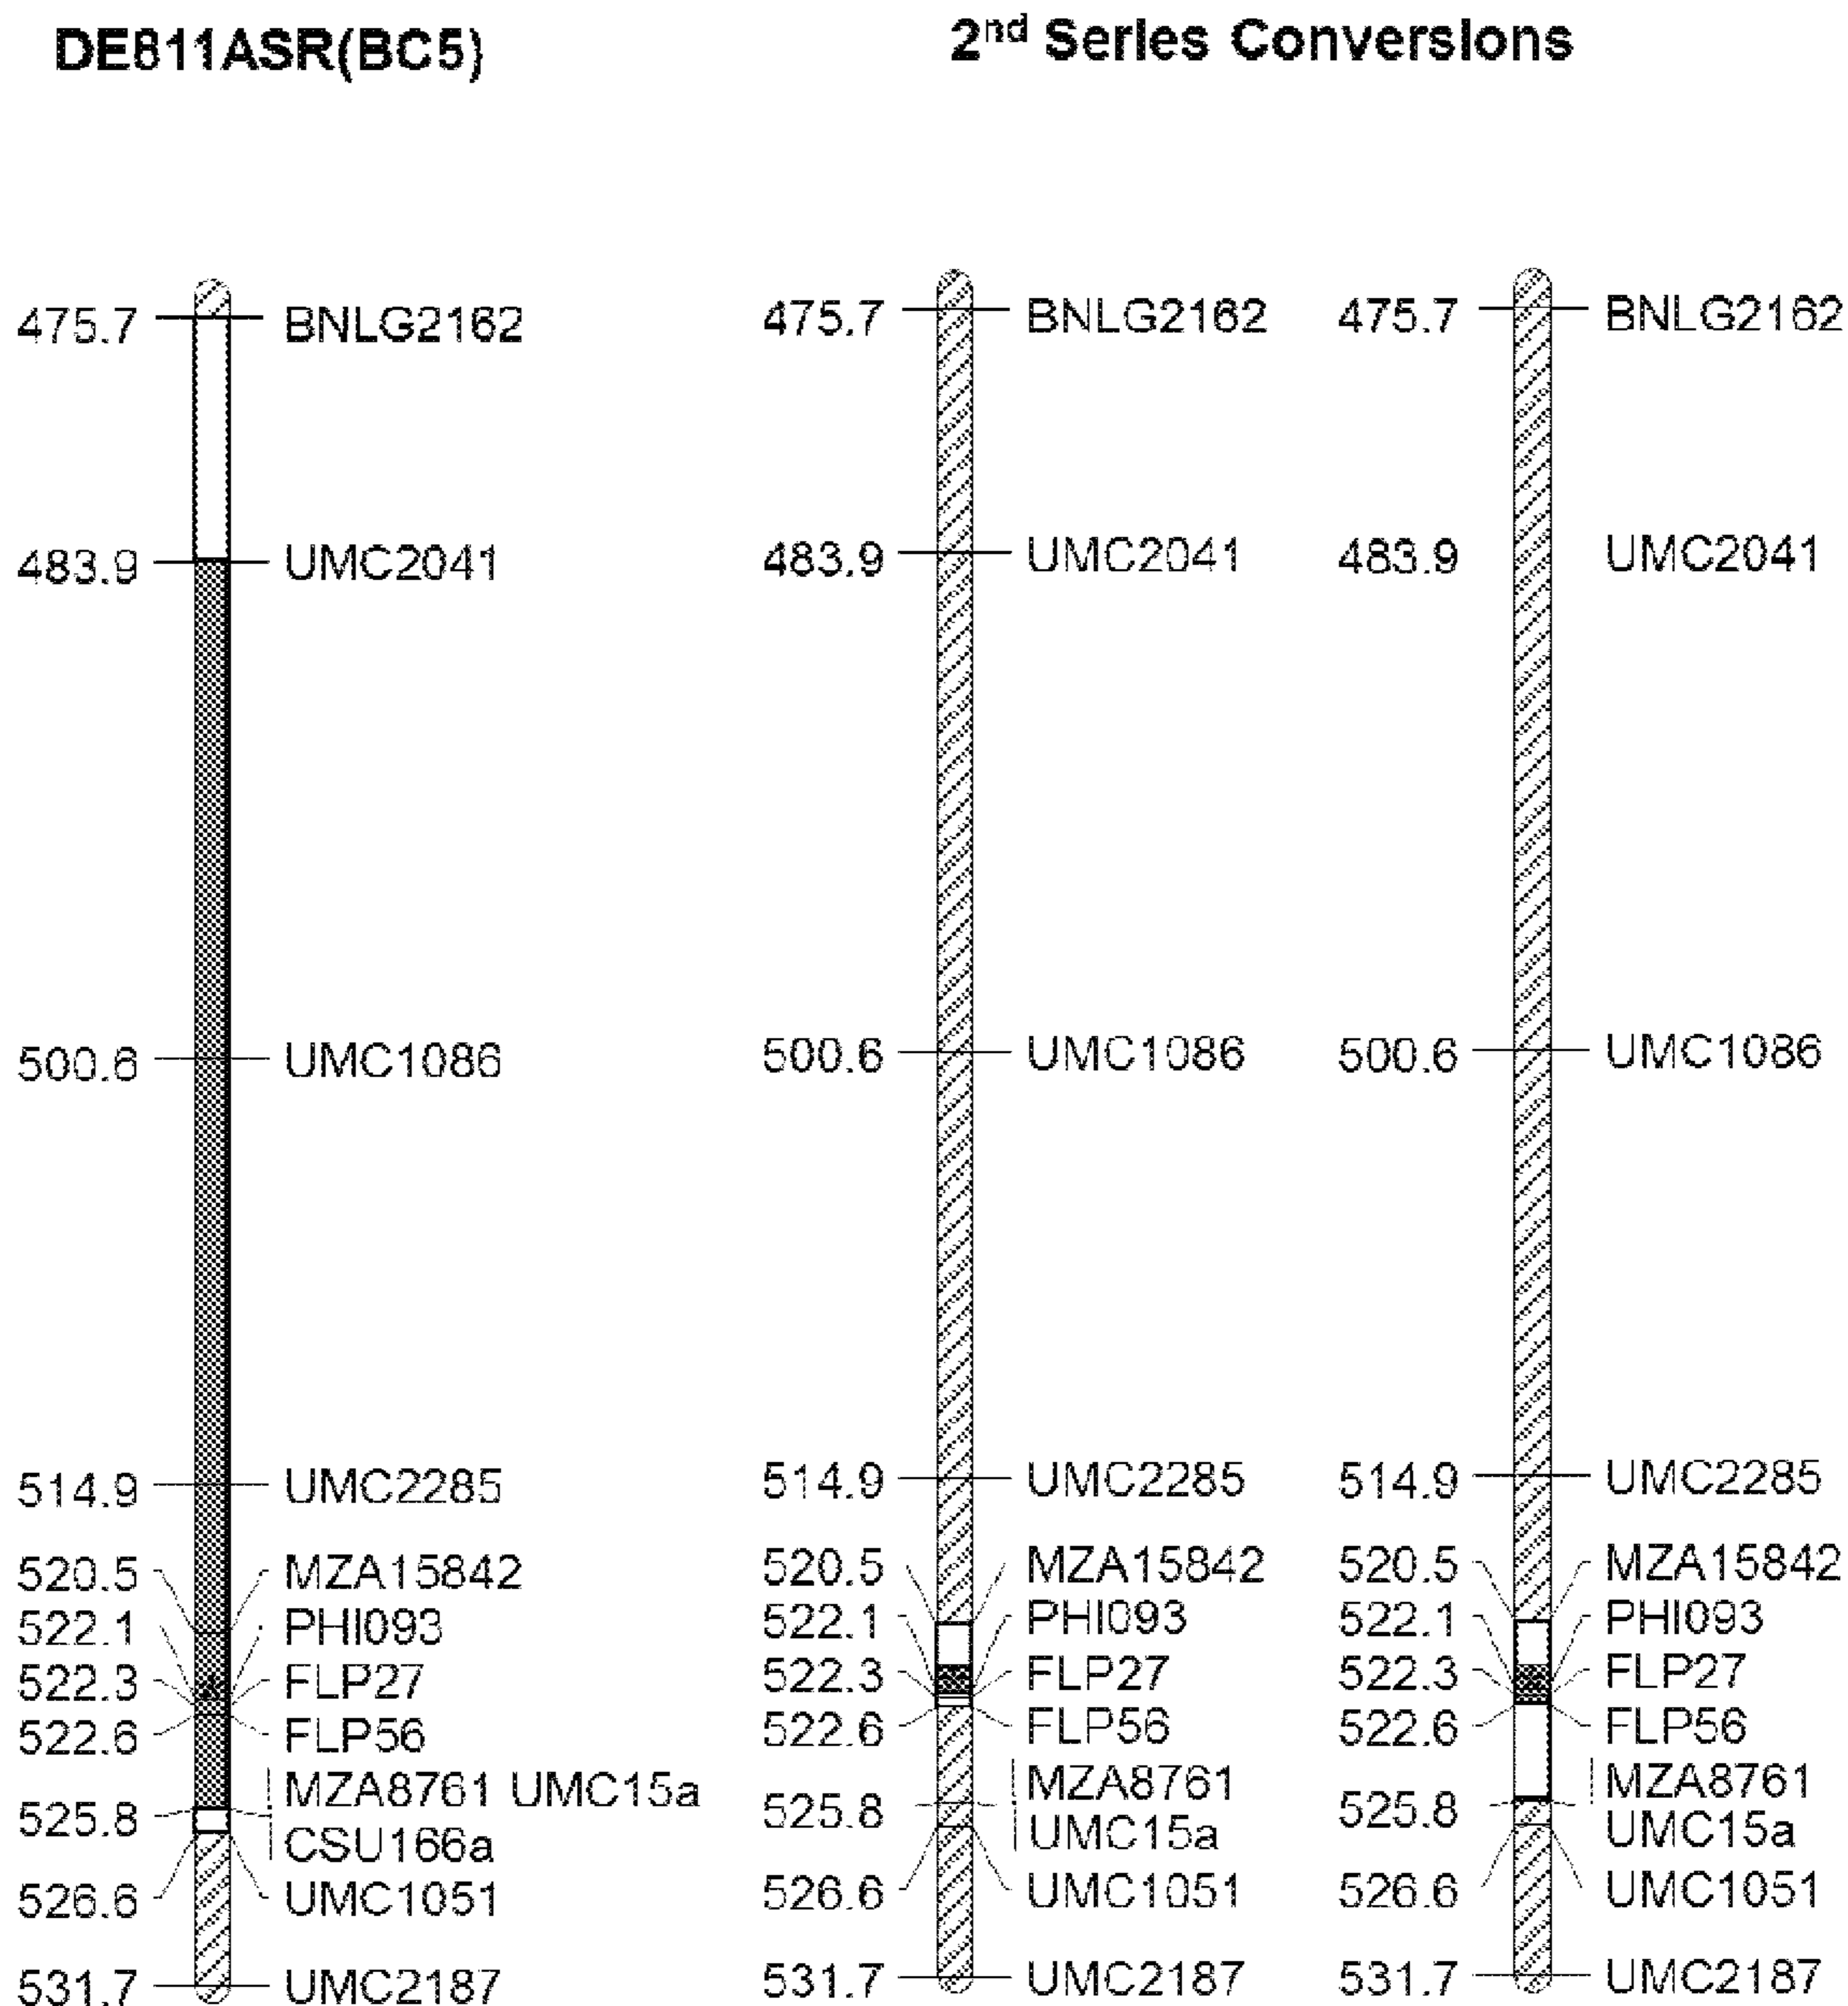 DE811ASR(BC5)
2nd Series Conversions
475.7 BNLG2162
483.9 UMC2041
500.6 UMC1086
514.9 UMC2285
520.5 MZA15842
522.1 PHI093
522.3 FLP27
522.6 FLP56
525.8 MZA8761 UMC15a
CSU166a
526.6 UMC1051
531.7 UMC2187
475.7 BNLG2162
483.9 UMC2041
500.6 UMC1086
514.9 UMC2285
520.5 MZA15842
522.1 PHI093
522.3 FLP27
522.6 FLP56
525.8 MZA8761
UMC15a
526.6 UMC1051
531.7 UMC2187
475.7 BNLG2162
483.9 UMC2041
500.6 UMC1086
514.9 UMC2285
520.5 MZA15842
522.1 PHI093
522.3 FLP27
522.6 FLP56
525.8 MZA8761
UMC15a
526.6 UMC1051
531.7 UMC2187